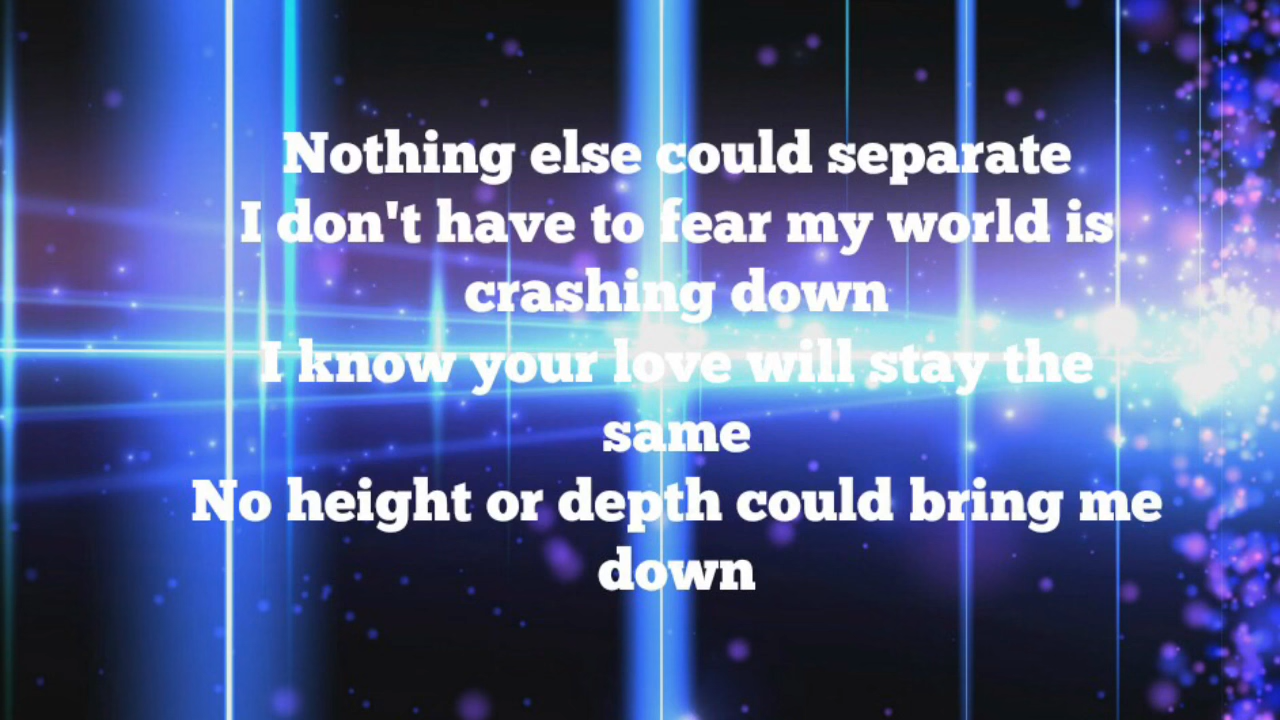 Nothing else could separate
I don't have to fear my world is
crashing down
I know your love will stay the
same
No height or depth could bring me
down